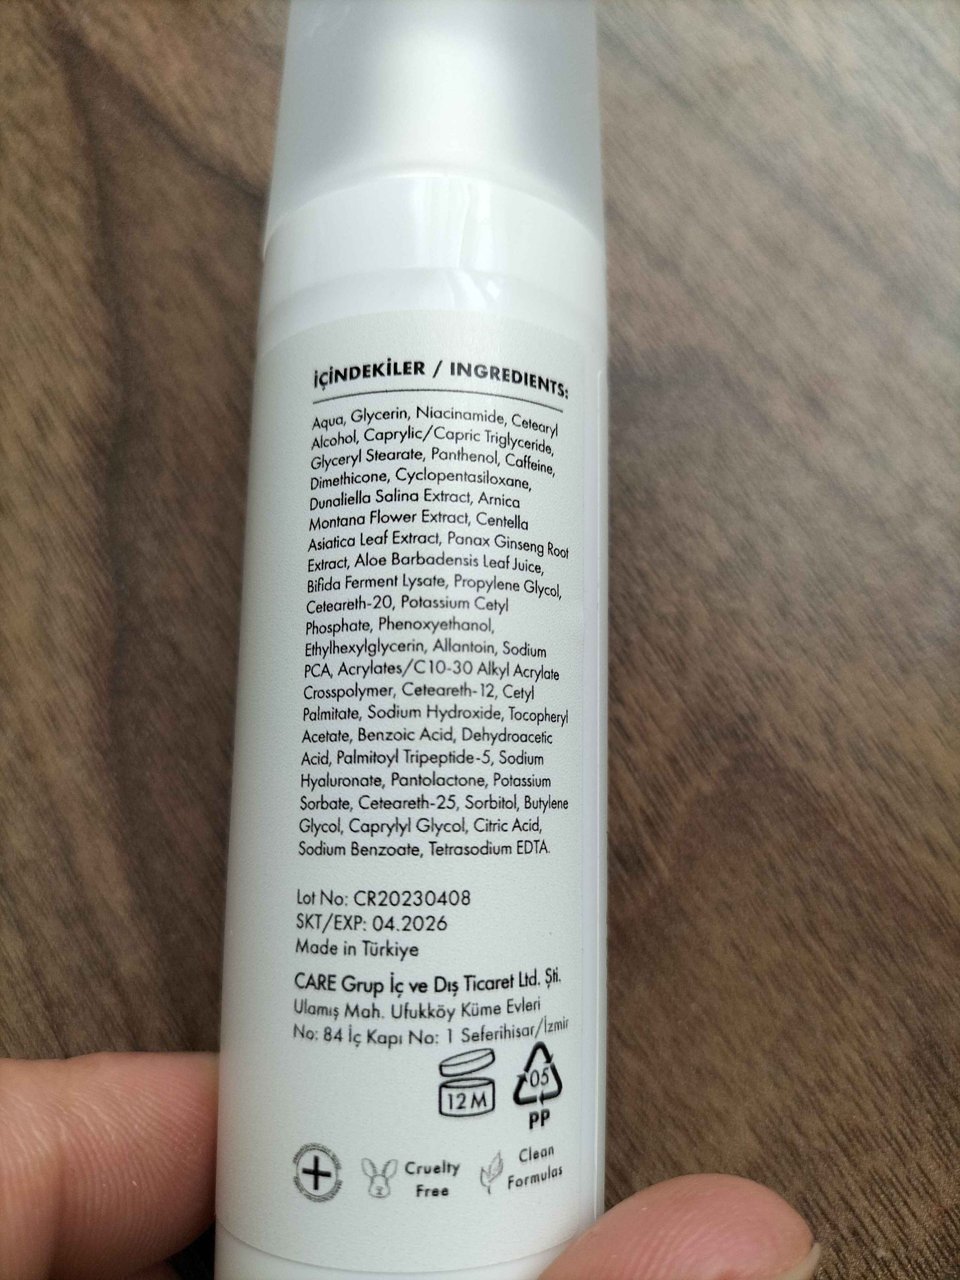 İÇİNDEKİLER / INGREDIENTS:
Aqua, Glycerin, Niacinamide, Cetearyl
Alcohol, Caprylic/Capric Triglyceride,
Glyceryl Stearate, Panthenol, Caffeine,
Dimethicone, Cyclopentasiloxane,
Dunaliella Salina Extract, Arnica
Montana Flower Extract, Centella
Asiatica Leaf Extract, Panax Ginseng Root
Extract, Aloe Barbadensis Leaf Juice,
Bifida Ferment Lysate, Propylene Glycol,
Ceteareth-20, Potassium Cetyl
Phosphate, Phenoxyethanol,
Ethylhexylglycerin, Allantoin, Sodium
PCA, Acrylates/C10-30 Alkyl Acrylate
Crosspolymer, Ceteareth-12, Cetyl
Palmitate, Sodium Hydroxide, Tocopheryl
Acetate, Benzoic Acid, Dehydroacetic
Acid, Palmitoyl Tripeptide-5, Sodium
Hyaluronate, Pantolactone, Potassium
Sorbate, Ceteareth-25, Sorbitol, Butylene
Glycol, Caprylyl Glycol, Citric Acid,
Sodium Benzoate, Tetrasodium EDTA.
Lot No: CR20230408
SKT/EXP: 04.2026
Made in Türkiye
CARE Grup İç ve Dış Ticaret Ltd. Şti.
Ulamış Mah. Ufukköy Küme Evleri
No: 84 İç Kapı No: 1 Seferihisar/İzmir
12M
05
PP
Cruelty
Free
Clean
Formulas